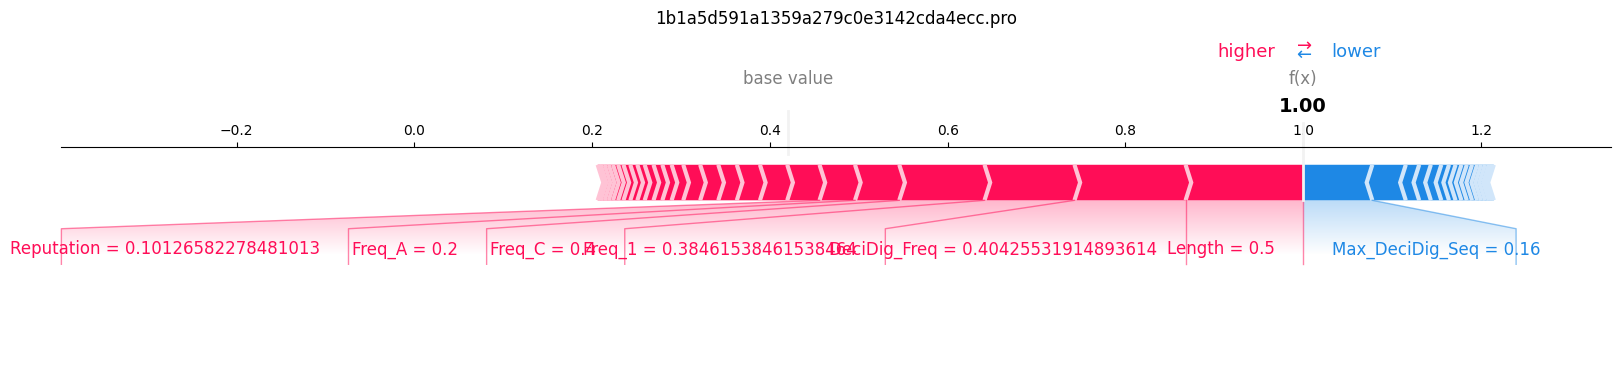 1b1a5d591a1359a279c0e3142cda4ecc.pro
higher ⇄ lower
base value f(x)
1.00
−0.2 0.0 0.2 0.4 0.6 0.8 1.0 1.2
Reputation = 0.10126582278481013 Freq_A = 0.2 Freq_C = 0.4 Freq_1 = 0.38461538461538464 DeciDig_Freq = 0.40425531914893614 Length = 0.5 Max_DeciDig_Seq = 0.16